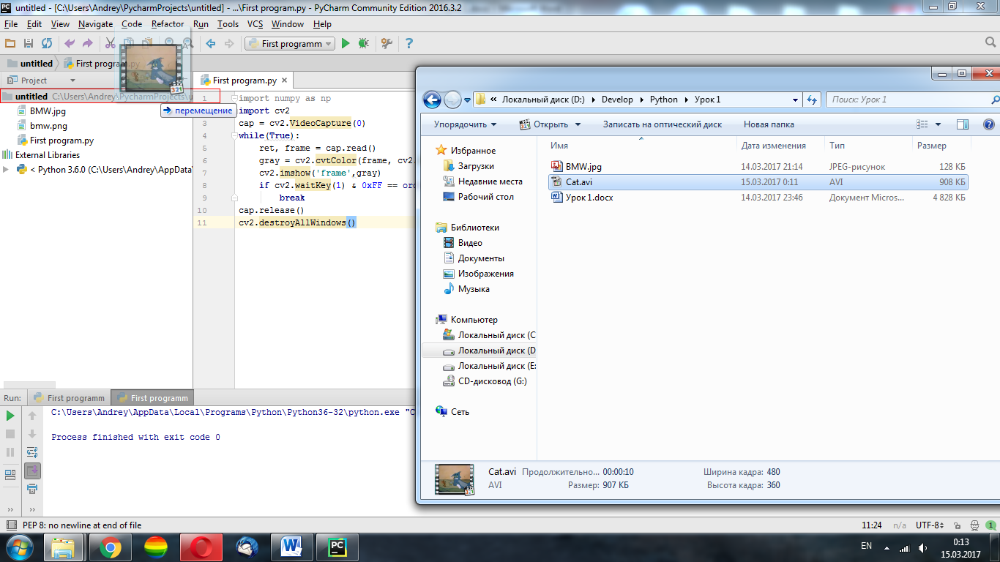 untitled - [C:\Users\Andrey\PycharmProjects\untitled] - ...\First program.py - PyCharm Community Edition 2016.3.2
File Edit View Navigate Code Refactor Run Tools VCS Window Help
First programm
untitled First program.py
Project
First program.py
untitled C:\Users\Andrey\PycharmProjects\u
перемещение
BMW.jpg
bmw.png
First program.py
External Libraries
< Python 3.6.0 (C:\Users\Andrey\AppData\
1 import numpy as np
import cv2
3 cap = cv2.VideoCapture(0)
4 while(True):
5 ret, frame = cap.read()
6 gray = cv2.cvtColor(frame, cv2.
7 cv2.imshow('frame',gray)
8 if cv2.waitKey(1) & 0xFF == ord
9 break
10 cap.release()
11 cv2.destroyAllWindows()
Локальный диск (D:) Develop Python Урок 1
Поиск: Урок 1
Упорядочить Открыть Записать на оптический диск Новая папка
Избранное
Загрузки
Недавние места
Рабочий стол
Библиотеки
Видео
Документы
Изображения
Музыка
Компьютер
Локальный диск (C
Локальный диск (D
Локальный диск (E:
CD-дисковод (G:)
Сеть
Имя Дата изменения Тип Размер
BMW.jpg 14.03.2017 21:14 JPEG-рисунок 128 КБ
Cat.avi 15.03.2017 0:11 AVI 908 КБ
Урок 1.docx 14.03.2017 23:46 Документ Micros... 4 828 КБ
Cat.avi Продолжительно... 00:00:10 Ширина кадра: 480
AVI Размер: 907 КБ Высота кадра: 360
Run: First programm First programm
C:\Users\Andrey\AppData\Local\Programs\Python\Python36-32\python.exe "C
Process finished with exit code 0
PEP 8: no newline at end of file
11:24 n/a UTF-8 1
EN
0:13
15.03.2017